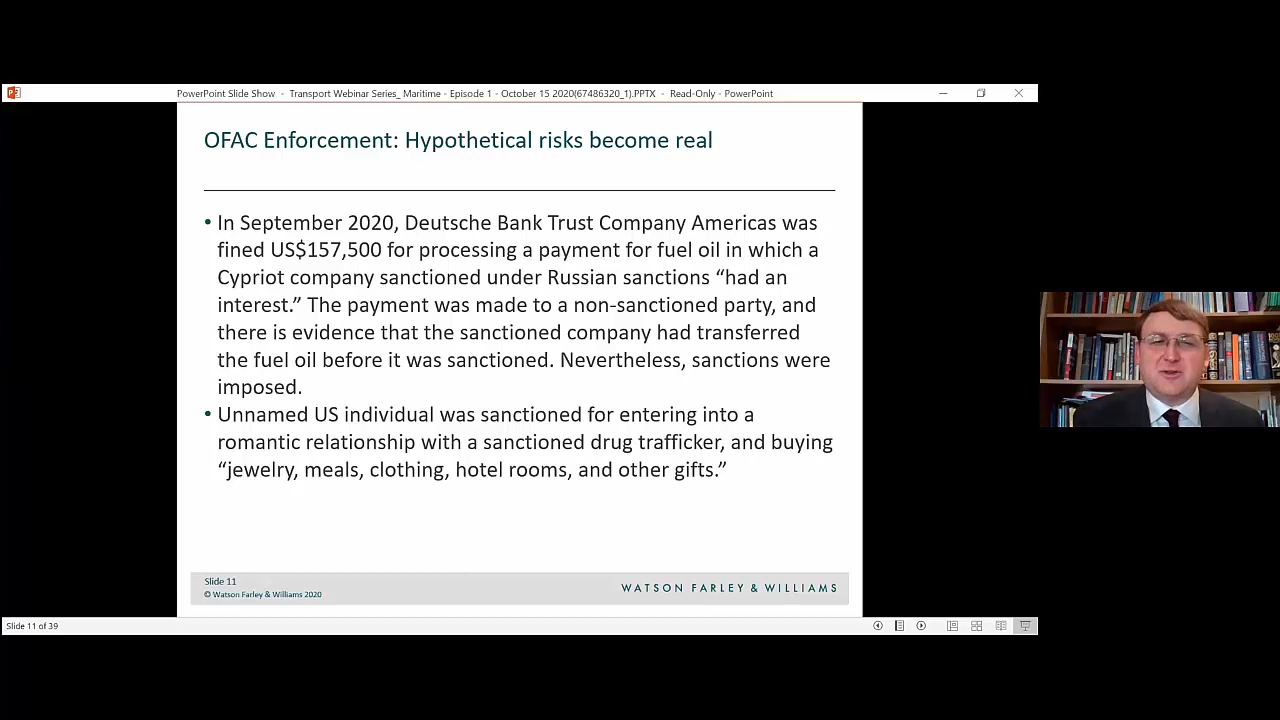 PowerPoint Slide Show - Transport Webinar Series_ Maritime - Episode 1 - October 15 2020(67486320_1).PPTX - Read-Only - PowerPoint
OFAC Enforcement: Hypothetical risks become real
• In September 2020, Deutsche Bank Trust Company Americas was
fined US$157,500 for processing a payment for fuel oil in which a
Cypriot company sanctioned under Russian sanctions “had an
interest.” The payment was made to a non-sanctioned party, and
there is evidence that the sanctioned company had transferred
the fuel oil before it was sanctioned. Nevertheless, sanctions were
imposed.
• Unnamed US individual was sanctioned for entering into a
romantic relationship with a sanctioned drug trafficker, and buying
“jewelry, meals, clothing, hotel rooms, and other gifts.”
Slide 11
© Watson Farley & Williams 2020
WATSON FARLEY & WILLIAMS
Slide 11 of 39